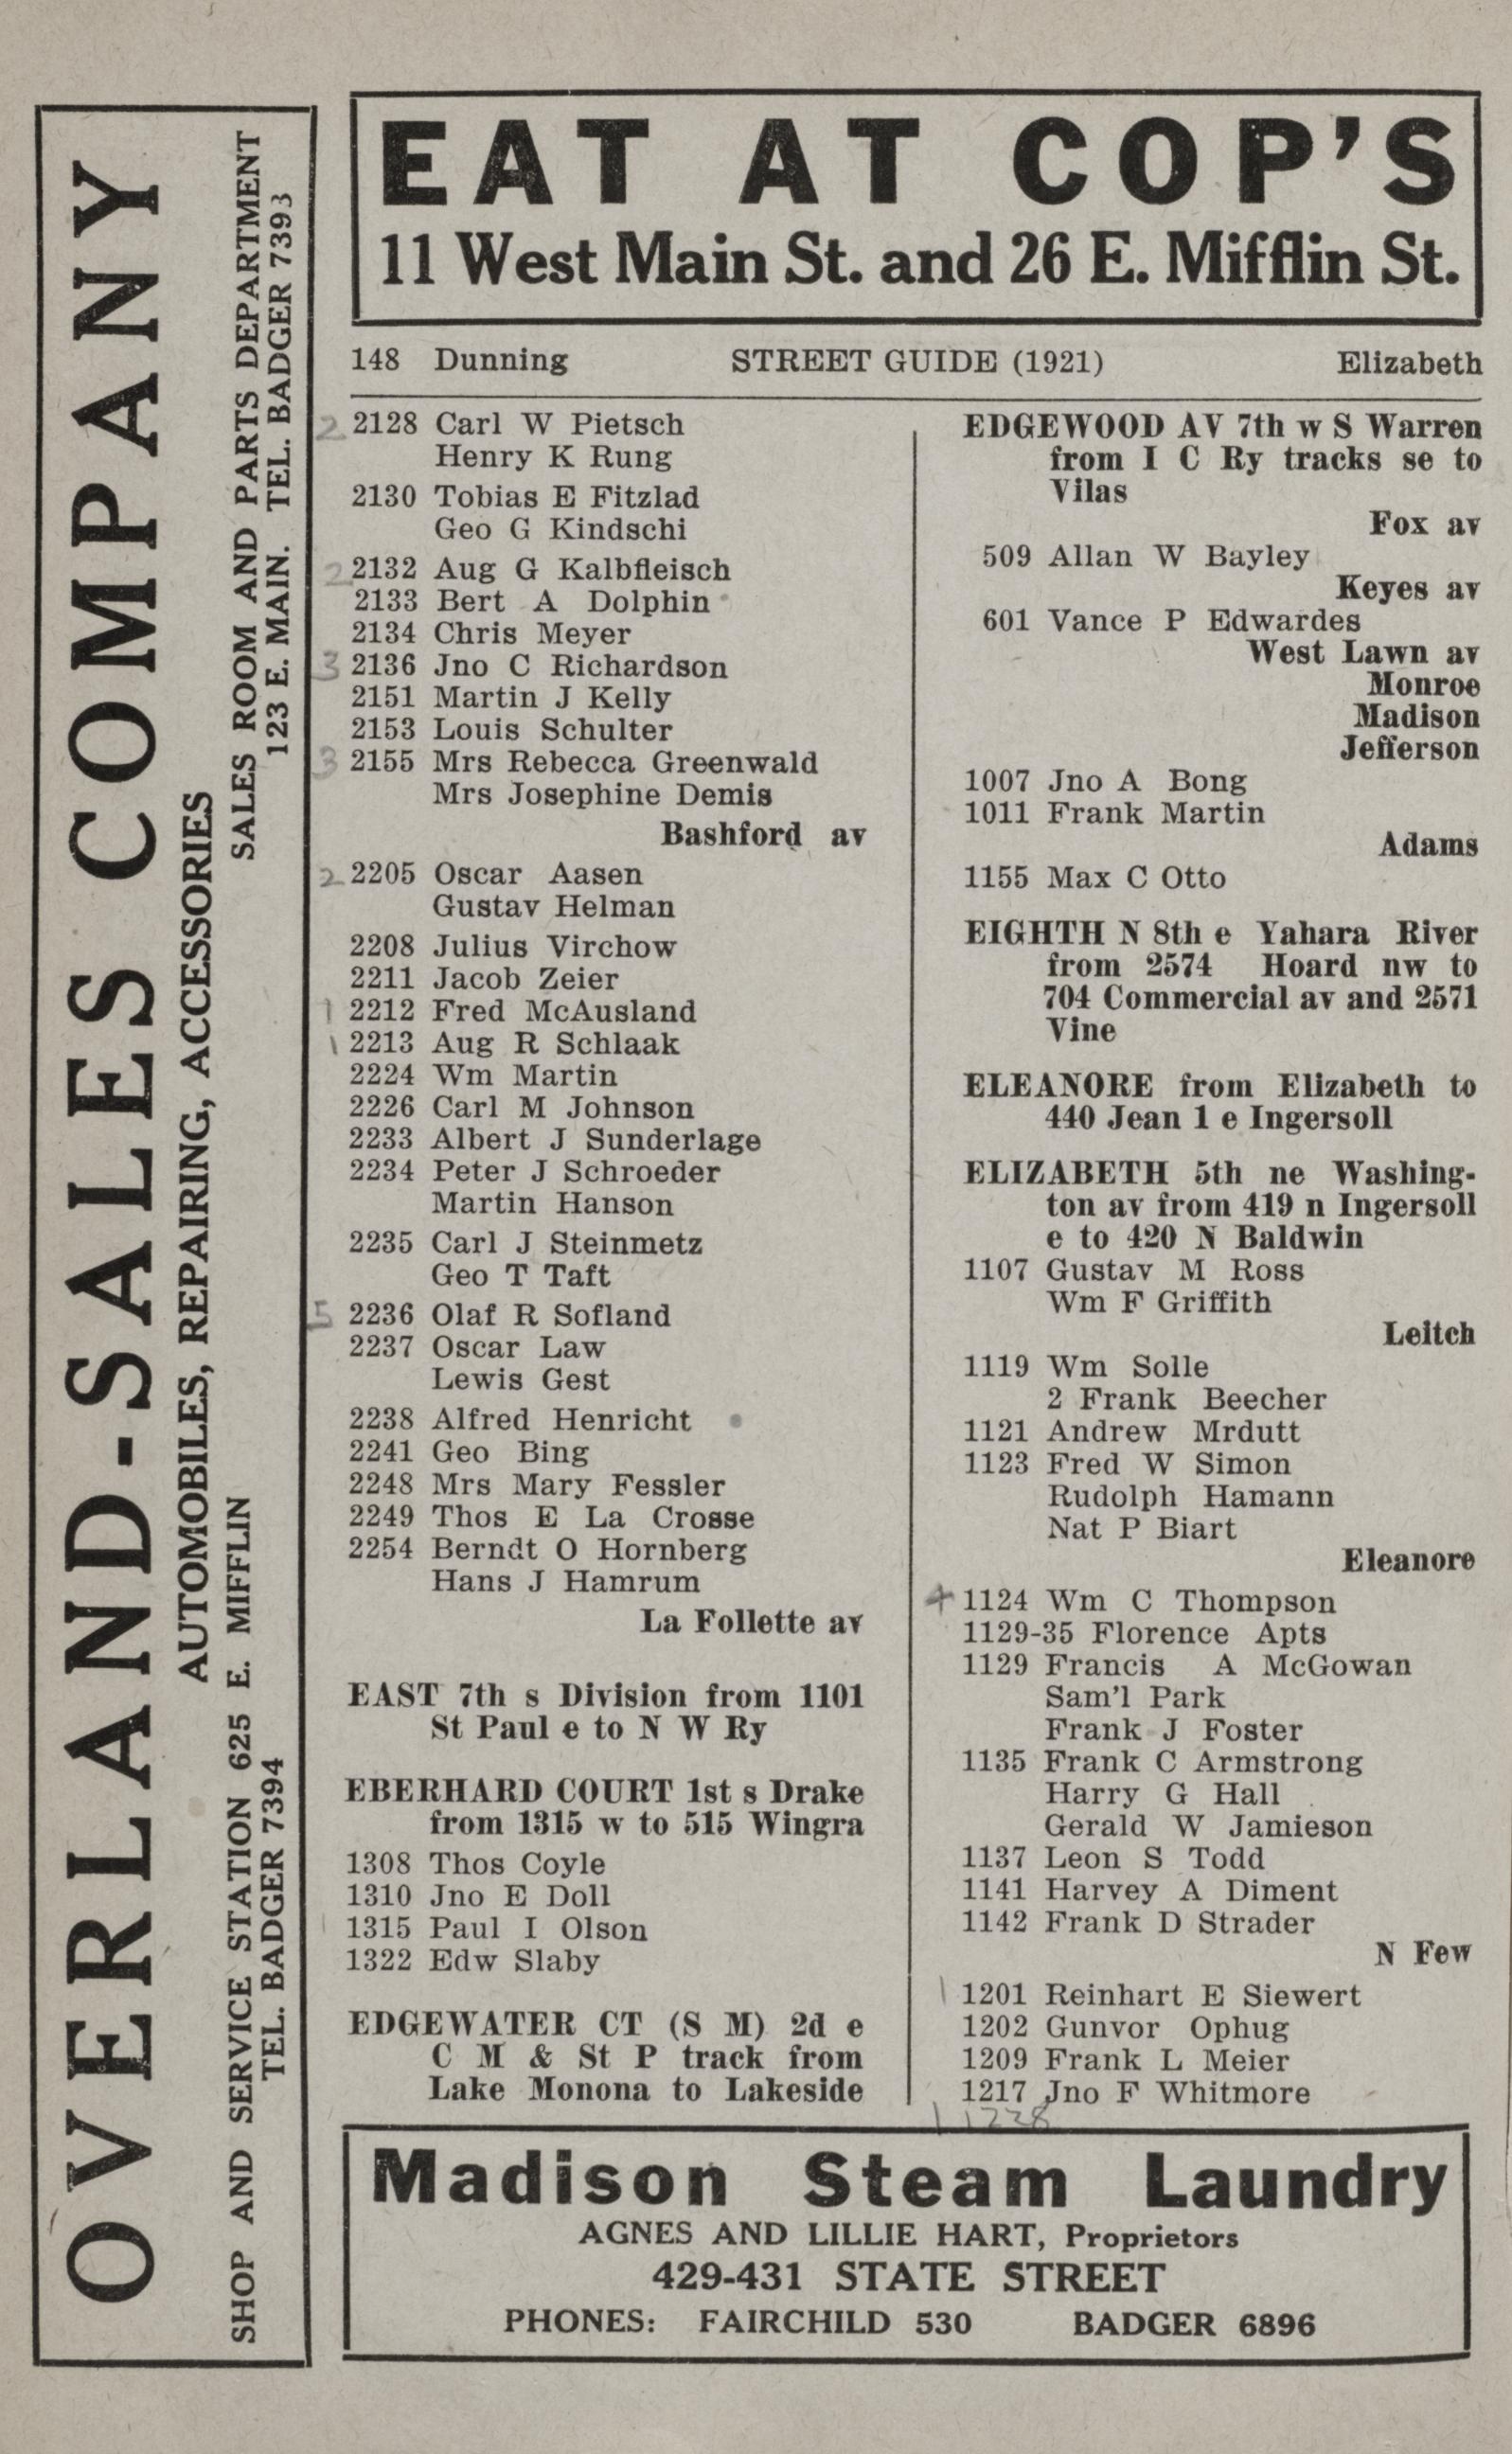 EAT AT COP'S
11 West Main St. and 26 E. Mifflin St.
OVERLAND-SALES COMPANY
AUTOMOBILES, REPAIRING, ACCESSORIES
SHOP AND SERVICE STATION 625 E. MIFFLIN
TEL. BADGER 7394
SALES ROOM AND PARTS DEPARTMENT
123 E. MAIN. TEL. BADGER 7393
148 Dunning STREET GUIDE (1921) Elizabeth
2 2128 Carl W Pietsch
Henry K Rung
2130 Tobias E Fitzlad
Geo G Kindschi
2 2132 Aug G Kalbfleisch
2133 Bert A Dolphin
2134 Chris Meyer
3 2136 Jno C Richardson
2151 Martin J Kelly
2153 Louis Schulter
3 2155 Mrs Rebecca Greenwald
Mrs Josephine Demis
Bashford av
2 2205 Oscar Aasen
Gustav Helman
2208 Julius Virchow
2211 Jacob Zeier
1 2212 Fred McAusland
1 2213 Aug R Schlaak
2224 Wm Martin
2226 Carl M Johnson
2233 Albert J Sunderlage
2234 Peter J Schroeder
Martin Hanson
2235 Carl J Steinmetz
Geo T Taft
5 2236 Olaf R Sofland
2237 Oscar Law
Lewis Gest
2238 Alfred Henricht
2241 Geo Bing
2248 Mrs Mary Fessler
2249 Thos E La Crosse
2254 Berndt O Hornberg
Hans J Hamrum
La Follette av
EAST 7th s Division from 1101
St Paul e to N W Ry
EBERHARD COURT 1st s Drake
from 1315 w to 515 Wingra
1308 Thos Coyle
1310 Jno E Doll
1 1315 Paul I Olson
1322 Edw Slaby
EDGEWATER CT (S M) 2d e
C M & St P track from
Lake Monona to Lakeside
EDGEWOOD AV 7th w S Warren
from I C Ry tracks se to
Vilas
Fox av
509 Allan W Bayley
Keyes av
601 Vance P Edwardes
West Lawn av
Monroe
Madison
Jefferson
1007 Jno A Bong
1011 Frank Martin
Adams
1155 Max C Otto
EIGHTH N 8th e Yahara River
from 2574 Hoard nw to
704 Commercial av and 2571
Vine
ELEANORE from Elizabeth to
440 Jean 1 e Ingersoll
ELIZABETH 5th ne Washing-
ton av from 419 n Ingersoll
e to 420 N Baldwin
1107 Gustav M Ross
Wm F Griffith
Leitch
1119 Wm Solle
2 Frank Beecher
1121 Andrew Mrdutt
1123 Fred W Simon
Rudolph Hamann
Nat P Biart
Eleanore
4 1124 Wm C Thompson
1129-35 Florence Apts
1129 Francis A McGowan
Sam'l Park
Frank J Foster
1135 Frank C Armstrong
Harry G Hall
Gerald W Jamieson
1137 Leon S Todd
1141 Harvey A Diment
1142 Frank D Strader
N Few
1 1201 Reinhart E Siewert
1202 Gunvor Ophug
1209 Frank L Meier
1217 Jno F Whitmore
1 1228
Madison Steam Laundry
AGNES AND LILLIE HART, Proprietors
429-431 STATE STREET
PHONES: FAIRCHILD 530 BADGER 6896